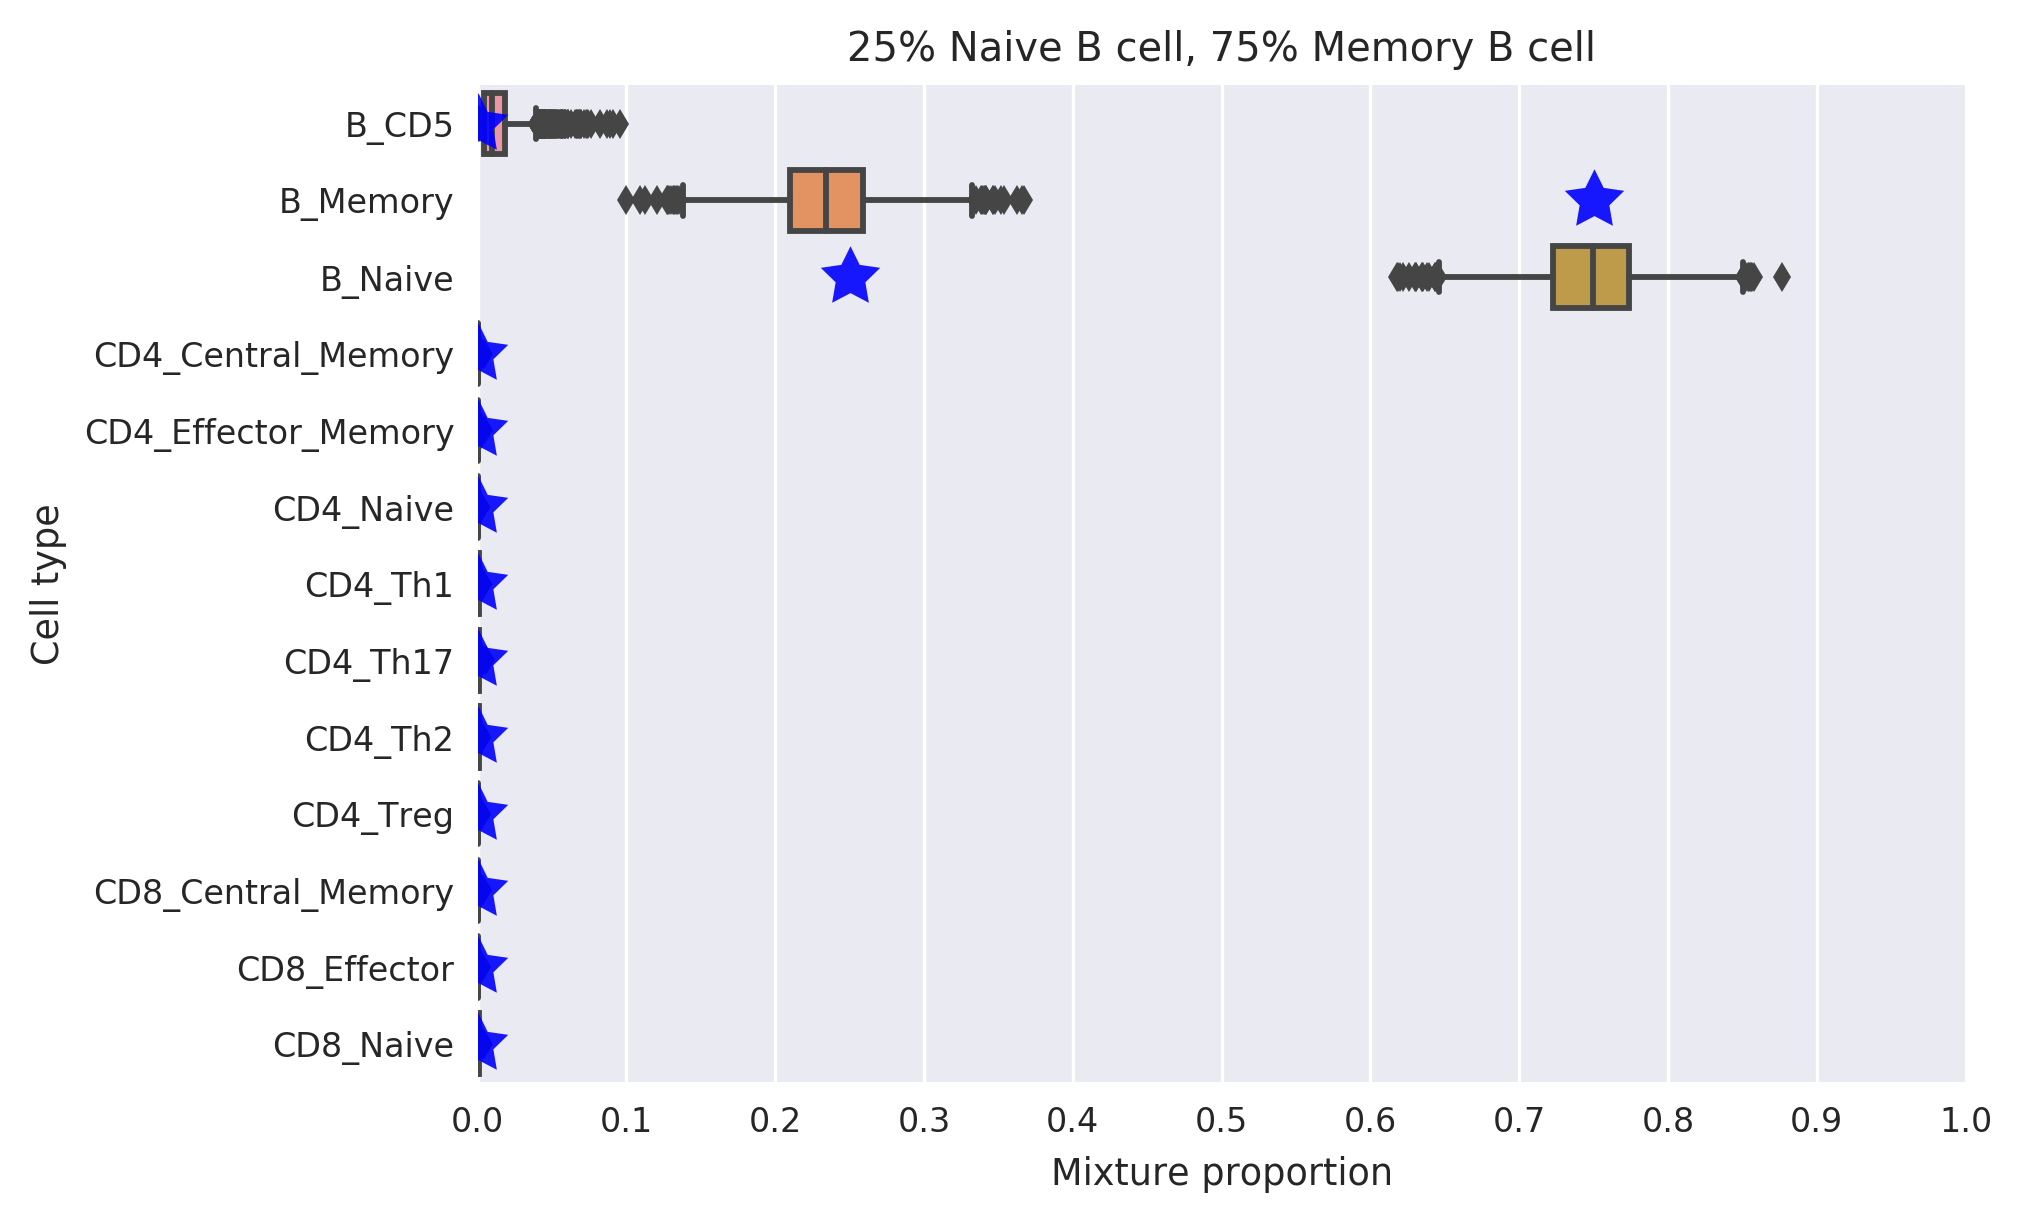 25% Naive B cell, 75% Memory B cell
B_CD5
B_Memory
B_Naive
CD4_Central_Memory
CD4_Effector_Memory
CD4_Naive
CD4_Th1
CD4_Th17
CD4_Th2
CD4_Treg
CD8_Central_Memory
CD8_Effector
CD8_Naive
Cell type
0.0 0.1 0.2 0.3 0.4 0.5 0.6 0.7 0.8 0.9 1.0
Mixture proportion